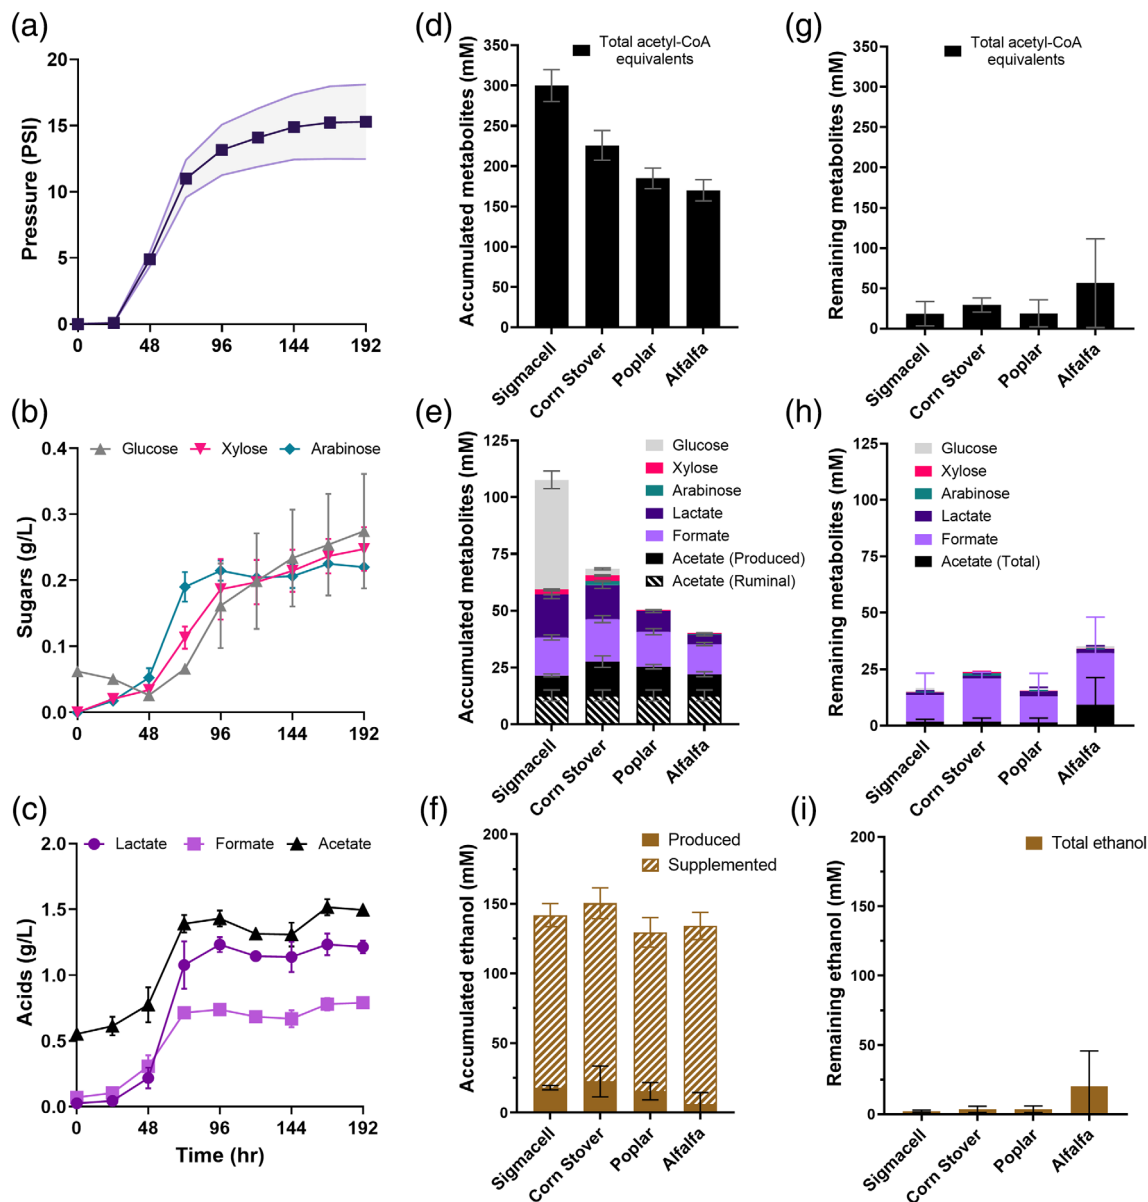 (a)
20
15
10
5
0
Pressure (PSI)
0 48 96 144 192
(b)
Glucose Xylose Arabinose
0.4
0.3
0.2
0.1
0.0
Sugars (g/L)
0 48 96 144 192
(c)
Lactate Formate Acetate
2.0
1.5
1.0
0.5
0.0
Acids (g/L)
0 48 96 144 192
Time (hr)
(d)
Total acetyl-CoA
equivalents
350
300
250
200
150
100
50
0
Accumulated metabolites (mM)
Sigmacell
Corn Stover
Poplar
Alfalfa
(e)
125
100
75
50
25
0
Accumulated metabolites (mM)
Glucose
Xylose
Arabinose
Lactate
Formate
Acetate (Produced)
Acetate (Ruminal)
Sigmacell
Corn Stover
Poplar
Alfalfa
(f)
200
150
100
50
0
Accumulated ethanol (mM)
Produced
Supplemented
Sigmacell
Corn Stover
Poplar
Alfalfa
(g)
Total acetyl-CoA
equivalents
350
300
250
200
150
100
50
0
Remaining metabolites (mM)
Sigmacell
Corn Stover
Poplar
Alfalfa
(h)
125
100
75
50
25
0
Remaining metabolites (mM)
Glucose
Xylose
Arabinose
Lactate
Formate
Acetate (Total)
Sigmacell
Corn Stover
Poplar
Alfalfa
(i)
200
150
100
50
0
Remaining ethanol (mM)
Total ethanol
Sigmacell
Corn Stover
Poplar
Alfalfa